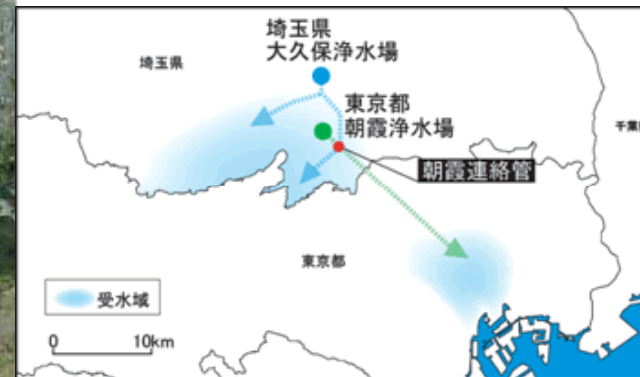 埼玉県
大久保浄水場
埼玉県
東京都
朝霞浄水場
千葉
朝霞連絡管
東京都
受水域
0 10km